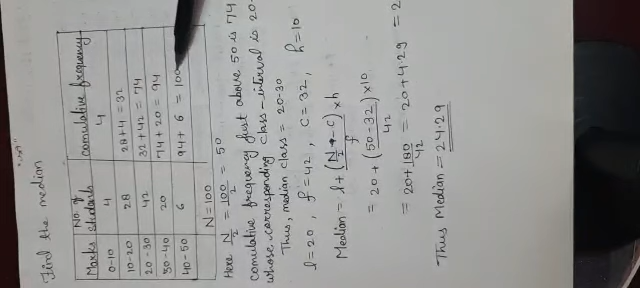 Find the median
Marks No. of students Comulative frequency
0-10 4 4
10-20 28 28+4 = 32
20-30 42 32+42 = 74
30-40 20 74+20 = 94
40-50 6 94+6 = 100
N=100
Here N/2 = 100/2 = 50
comulative frequency just above 50 is 74
whose corresponding class-interval is 20-
Thus, median class = 20-30
l=20, f=42, C=32, h=10
Median = l + (N/2 - C)/f × h
= 20 + (50-32)/42 × 10
= 20 + 180/42 = 20 + 4.29 = 2
Thus Median = 24.29